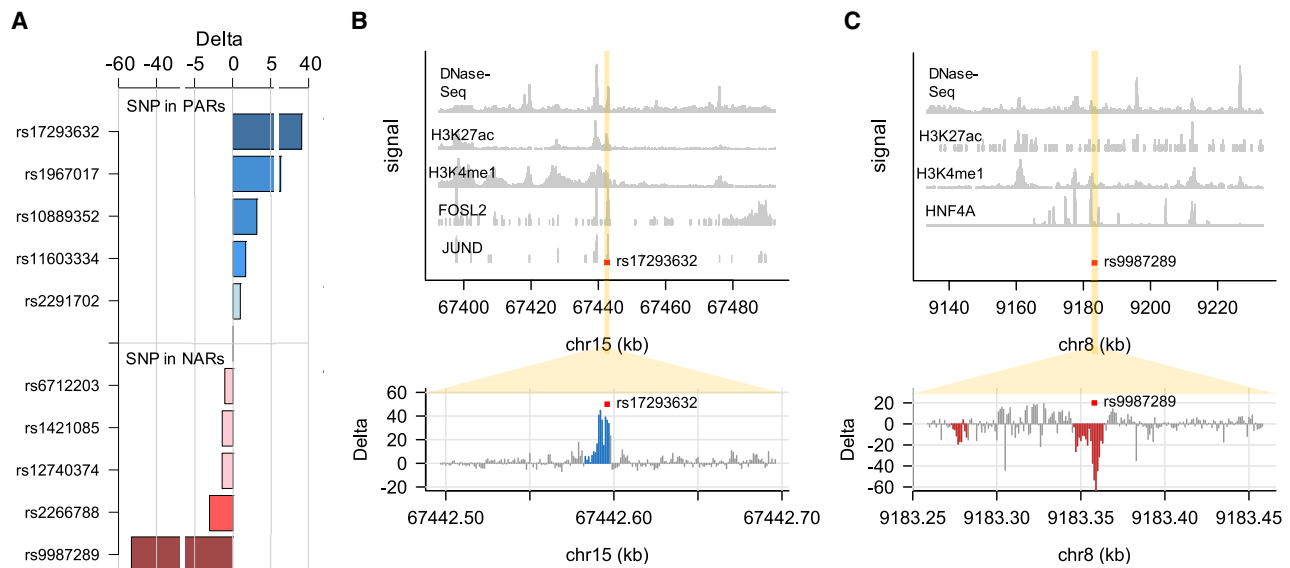 A
Delta
-60 -40 -5 0 5 40
SNP in PARs
rs17293632
rs1967017
rs10889352
rs11603334
rs2291702
SNP in NARs
rs6712203
rs1421085
rs12740374
rs2266788
rs9987289
B
signal
DNase-
Seq
H3K27ac
H3K4me1
FOSL2
JUND
rs17293632
67400 67420 67440 67460 67480
chr15 (kb)
Delta
60
40
20
0
-20
rs17293632
67442.50 67442.60 67442.70
chr15 (kb)
C
signal
DNase-
Seq
H3K27ac
H3K4me1
HNF4A
rs9987289
9140 9160 9180 9200 9220
chr8 (kb)
Delta
20
0
-20
-40
-60
rs9987289
9183.25 9183.30 9183.35 9183.40 9183.45
chr8 (kb)